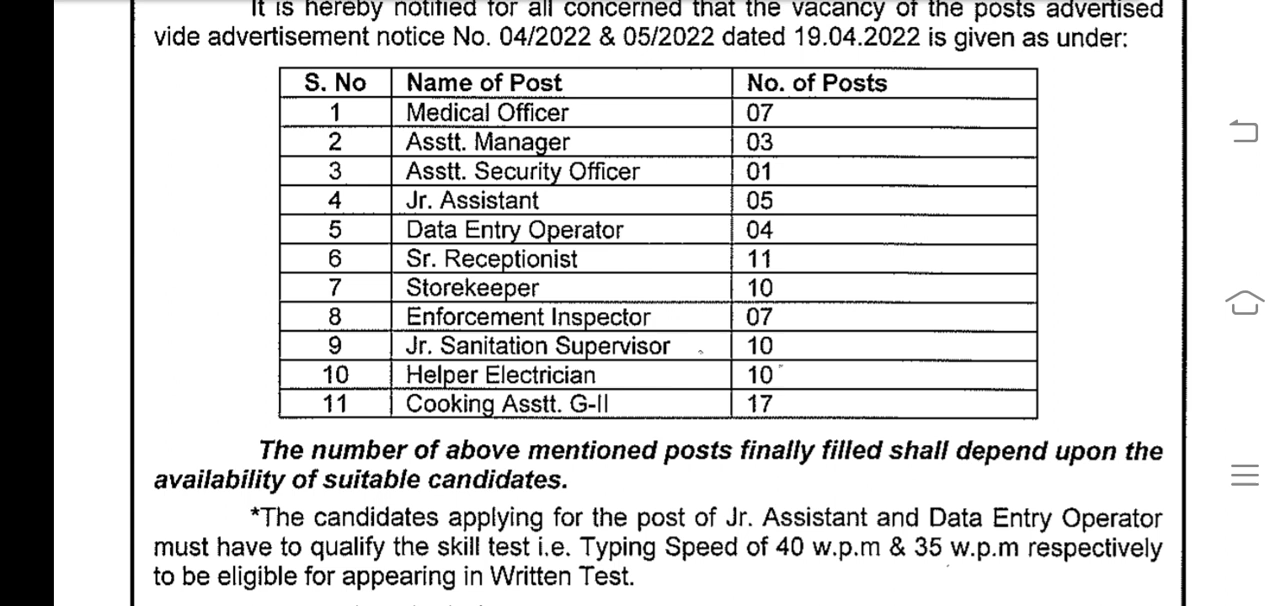 It is hereby notified for all concerned that the vacancy of the posts advertised
vide advertisement notice No. 04/2022 & 05/2022 dated 19.04.2022 is given as under:
S. No Name of Post No. of Posts
1 Medical Officer 07
2 Asstt. Manager 03
3 Asstt. Security Officer 01
4 Jr. Assistant 05
5 Data Entry Operator 04
6 Sr. Receptionist 11
7 Storekeeper 10
8 Enforcement Inspector 07
9 Jr. Sanitation Supervisor 10
10 Helper Electrician 10
11 Cooking Asstt. G-II 17
The number of above mentioned posts finally filled shall depend upon the
availability of suitable candidates.
*The candidates applying for the post of Jr. Assistant and Data Entry Operator
must have to qualify the skill test i.e. Typing Speed of 40 w.p.m & 35 w.p.m respectively
to be eligible for appearing in Written Test.